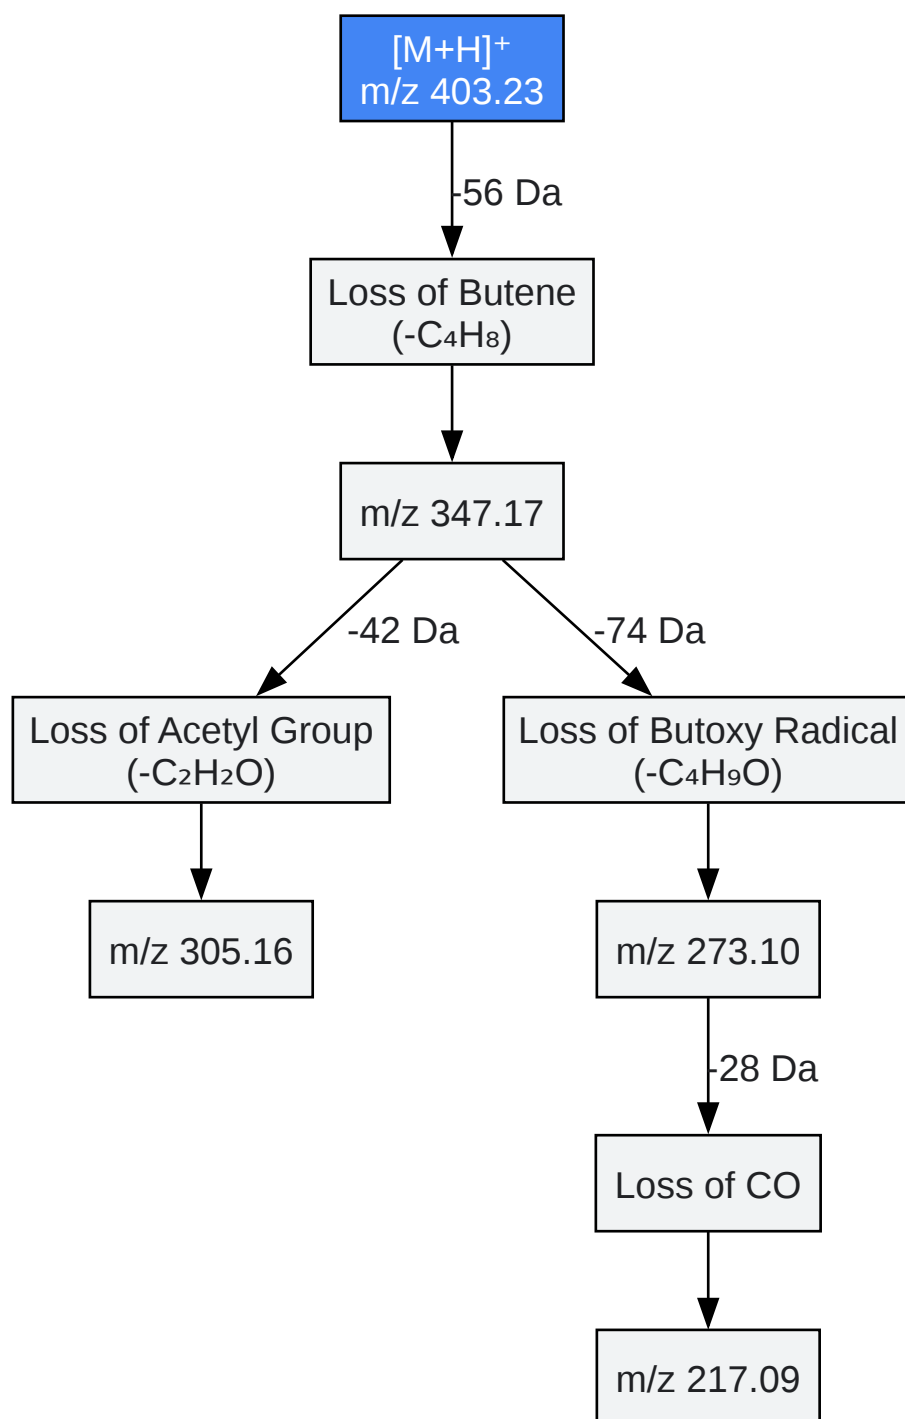 [M+H]⁺
m/z 403.23
-56 Da
Loss of Butene
(-C₄H₈)
m/z 347.17
-42 Da
-74 Da
Loss of Acetyl Group
(-C₂H₂O)
Loss of Butoxy Radical
(-C₄H₉O)
m/z 305.16
m/z 273.10
-28 Da
Loss of CO
m/z 217.09